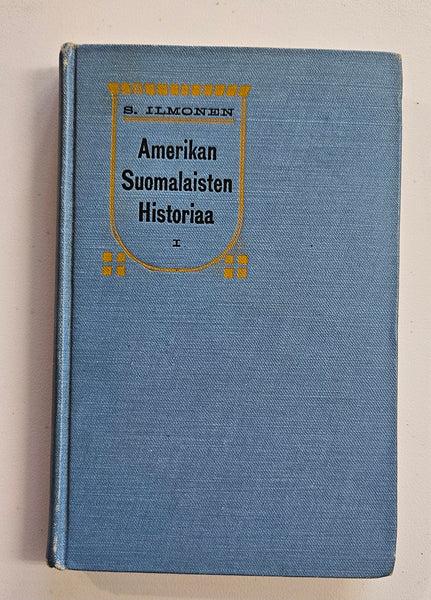 S. ILMONEN
Amerikan
Suomalaisten
Historiaa
I